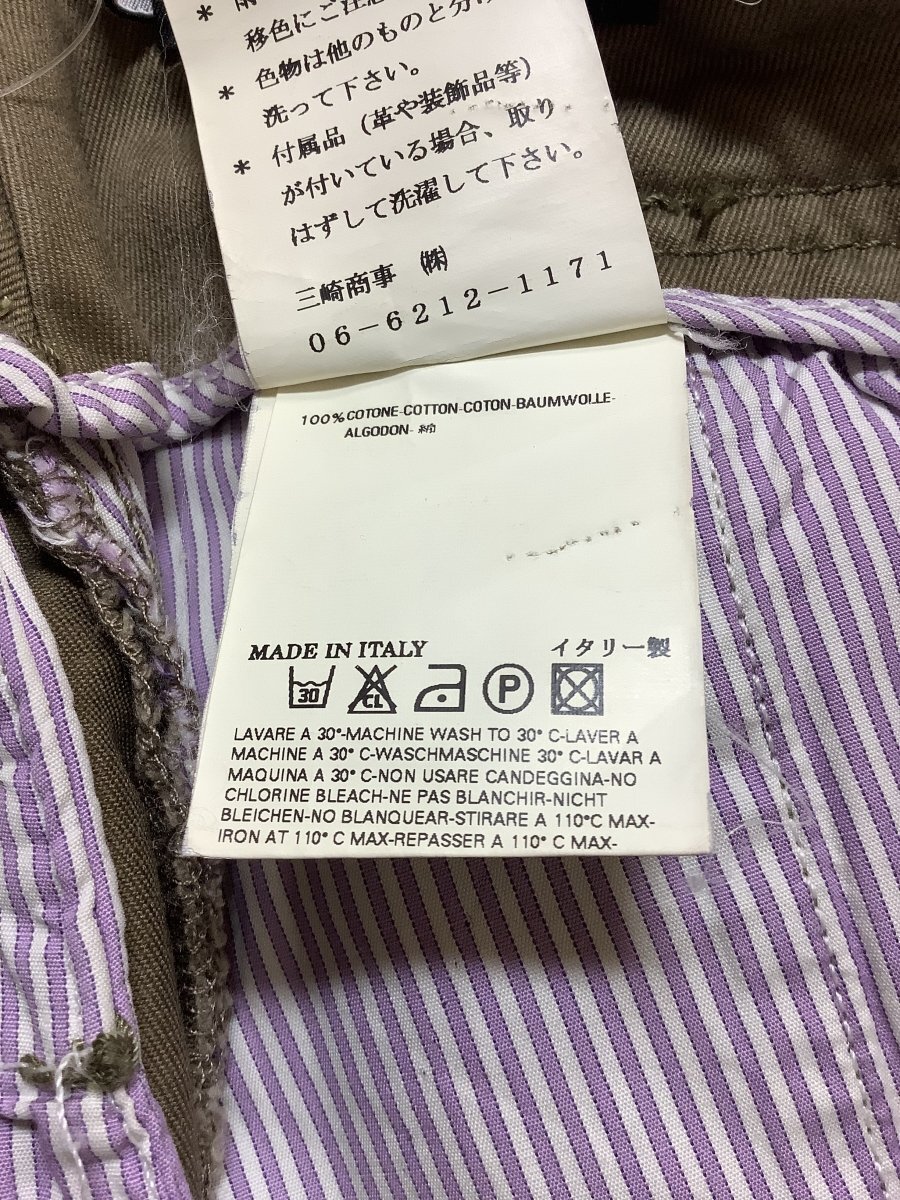 移色にご注意
* 色物は他のものと分け
洗って下さい。
* 付属品（革や装飾品等）
が付いている場合、取り
はずして洗濯して下さい。
三崎商事 ㈱
06-6212-1171
100%COTONE-COTTON-COTON-BAUMWOLLE-
ALGODON- 綿
MADE IN ITALY イタリー製
30 CL P
LAVARE A 30°-MACHINE WASH TO 30° C-LAVER A
MACHINE A 30° C-WASCHMASCHINE 30° C-LAVAR A
MAQUINA A 30° C-NON USARE CANDEGGINA-NO
CHLORINE BLEACH-NE PAS BLANCHIR-NICHT
BLEICHEN-NO BLANQUEAR-STIRARE A 110°C MAX-
IRON AT 110° C MAX-REPASSER A 110° C MAX-